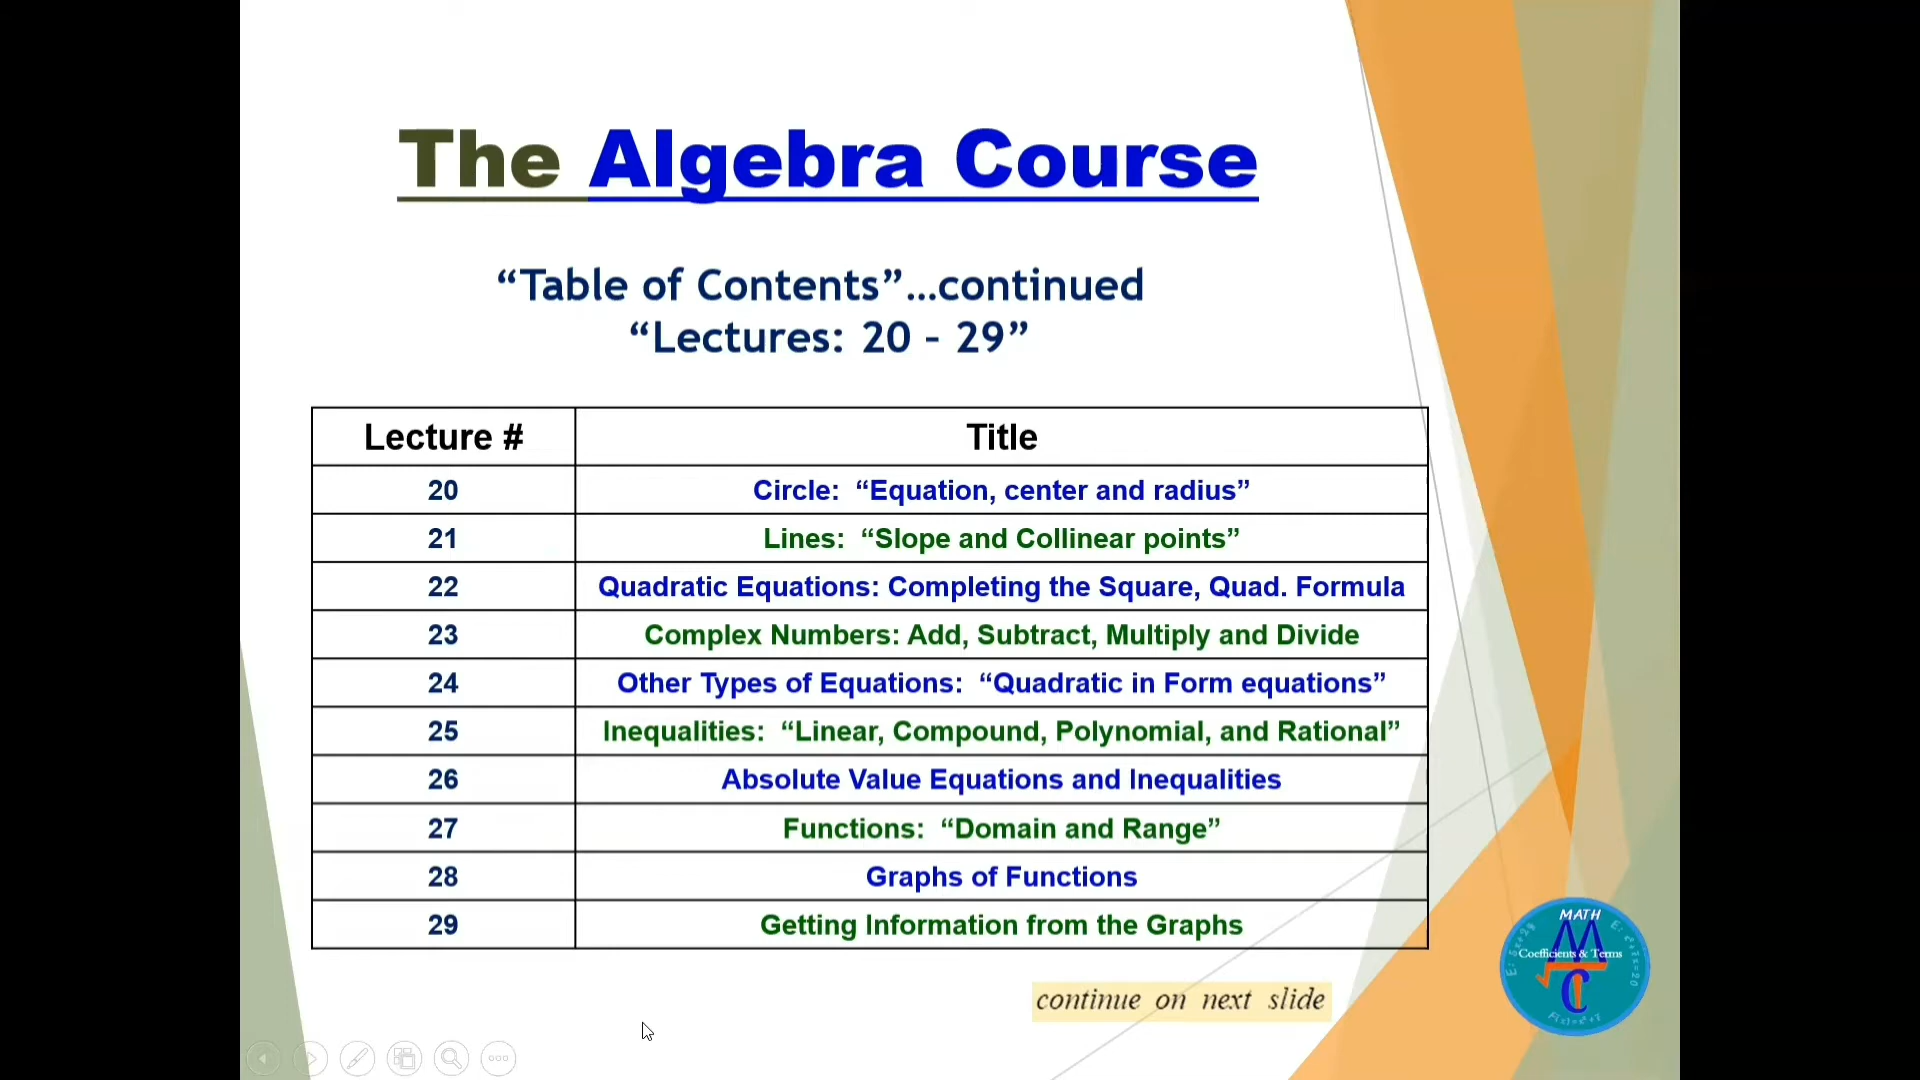 The Algebra Course
“Table of Contents”…continued
“Lectures: 20 – 29”
Lecture # Title
20 Circle: “Equation, center and radius”
21 Lines: “Slope and Collinear points”
22 Quadratic Equations: Completing the Square, Quad. Formula
23 Complex Numbers: Add, Subtract, Multiply and Divide
24 Other Types of Equations: “Quadratic in Form equations”
25 Inequalities: “Linear, Compound, Polynomial, and Rational”
26 Absolute Value Equations and Inequalities
27 Functions: “Domain and Range”
28 Graphs of Functions
29 Getting Information from the Graphs
continue on next slide
MATH
M
Coefficients & Terms
C